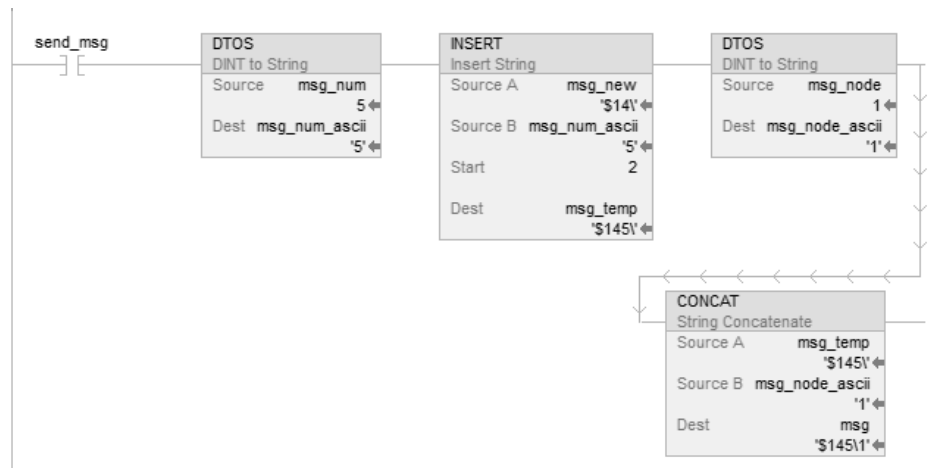 send_msg
DTOS
DINT to String
Source msg_num
5
Dest msg_num_ascii
'5'
INSERT
Insert String
Source A msg_new
'$14\'
Source B msg_num_ascii
'5'
Start 2
Dest msg_temp
'$145\'
DTOS
DINT to String
Source msg_node
1
Dest msg_node_ascii
'1'
CONCAT
String Concatenate
Source A msg_temp
'$145\'
Source B msg_node_ascii
'1'
Dest msg
'$145\1'